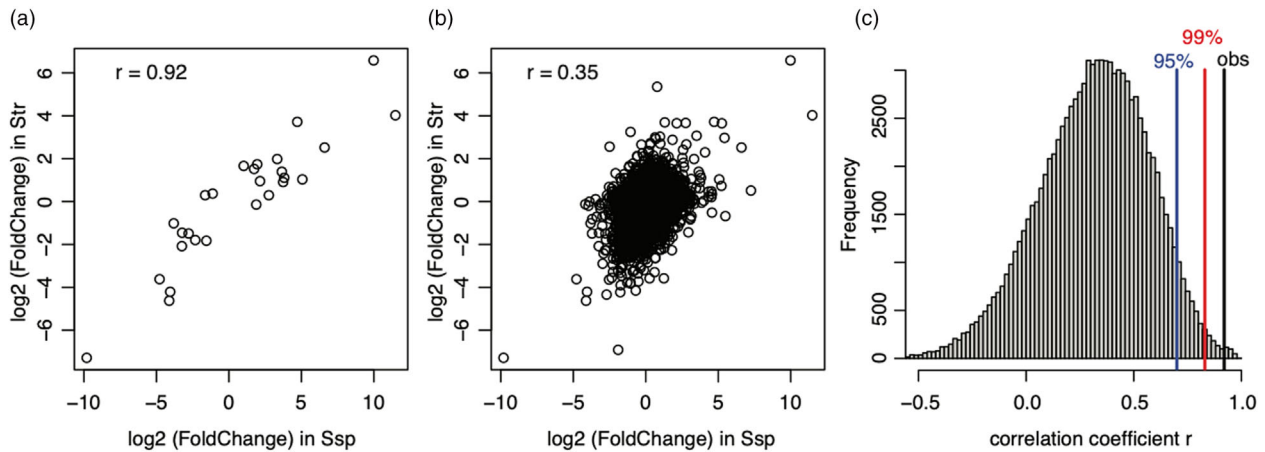 (a)
r = 0.92
log2 (FoldChange) in Str
6
4
2
0
−2
−4
−6
−10
−5
0
5
10
log2 (FoldChange) in Ssp
(b)
r = 0.35
log2 (FoldChange) in Str
6
4
2
0
−2
−4
−6
−10
−5
0
5
10
log2 (FoldChange) in Ssp
(c)
99%
95%
obs
Frequency
2500
1500
500
0
−0.5
0.0
0.5
1.0
correlation coefficient r